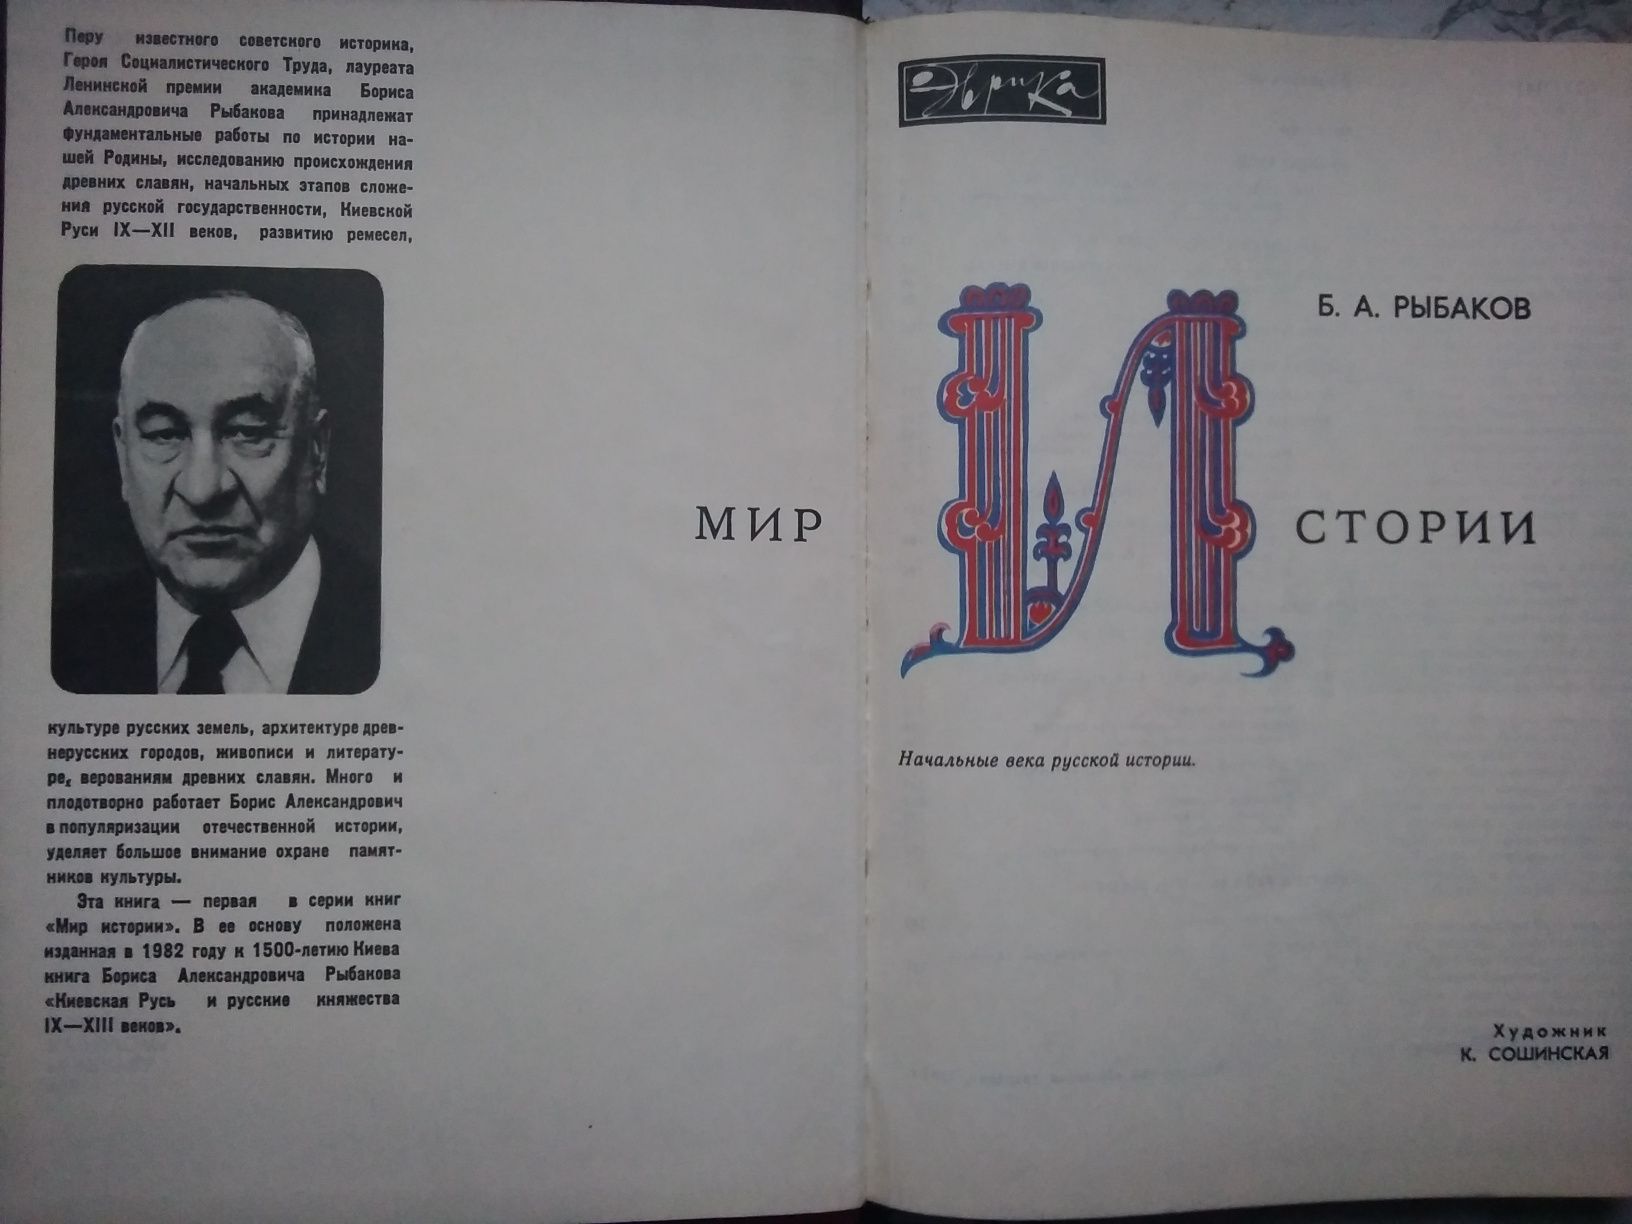 Перу известного советского историка,
Героя Социалистического Труда, лауреата
Ленинской премии академика Бориса
Александровича Рыбакова принадлежат
фундаментальные работы по истории на-
шей Родины, исследованию происхождения
древних славян, начальных этапов сложе-
ния русской государственности, Киевской
Руси IX—XII веков, развитию ремесел,
культуре русских земель, архитектуре древ-
нерусских городов, живописи и литерату-
ре, верованиям древних славян. Много и
плодотворно работает Борис Александрович
в популяризации отечественной истории,
уделяет большое внимание охране памят-
ников культуры.
Эта книга — первая в серии книг
«Мир истории». В ее основу положена
изданная в 1982 году к 1500-летию Киева
книга Бориса Александровича Рыбакова
«Киевская Русь и русские княжества
IX—XIII веков».
Эврика
Б. А. РЫБАКОВ
МИР ИСТОРИИ
Начальные века русской истории.
Художник
К. СОШИНСКАЯ